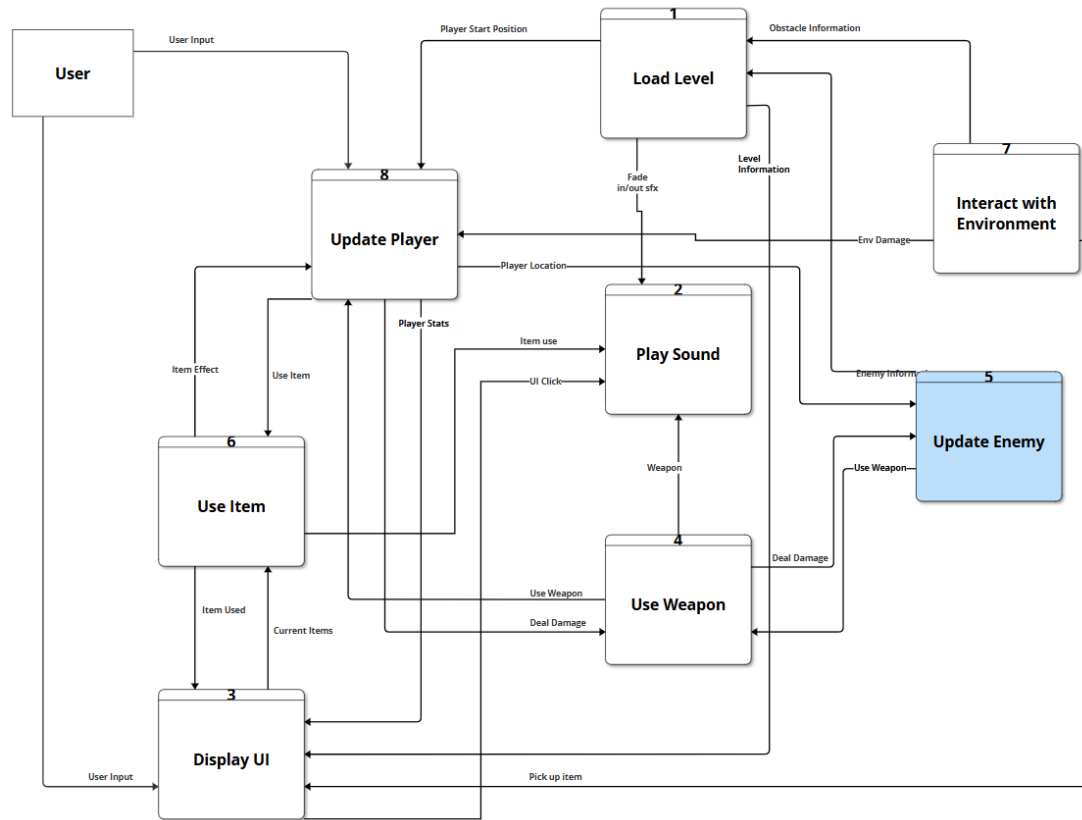 1
Player Start Position
Obstacle Information
User Input
User
Load Level
7
Level
Information
8
Fade
in/out sfx
Interact with
Environment
Update Player
Env Damage
Player Location
2
Player Stats
Item use
Play Sound
Item Effect
Use Item
UI Click
Enemy
5
6
Update Enemy
Weapon
Use Weapon
Use Item
4
Deal Damage
Use Weapon
Use Weapon
Item Used
Deal Damage
Current Items
3
Display UI
User Input
Pick up item